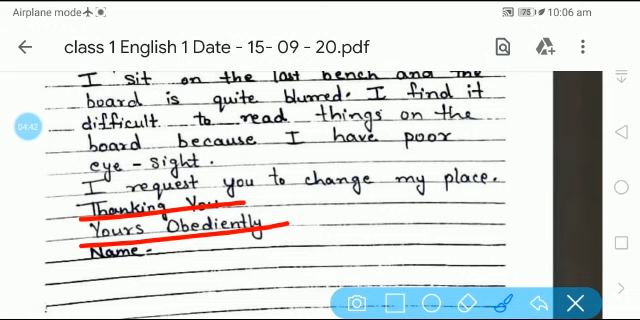 Airplane mode
75
10:06 am
class 1 English 1 Date - 15- 09 - 20.pdf
I sit on the last bench and the
board is quite blurred. I find it
04:42
difficult to read things on the
board because I have poor
eye - sight.
I request you to change my place.
Thanking You
Yours Obediently
Name-